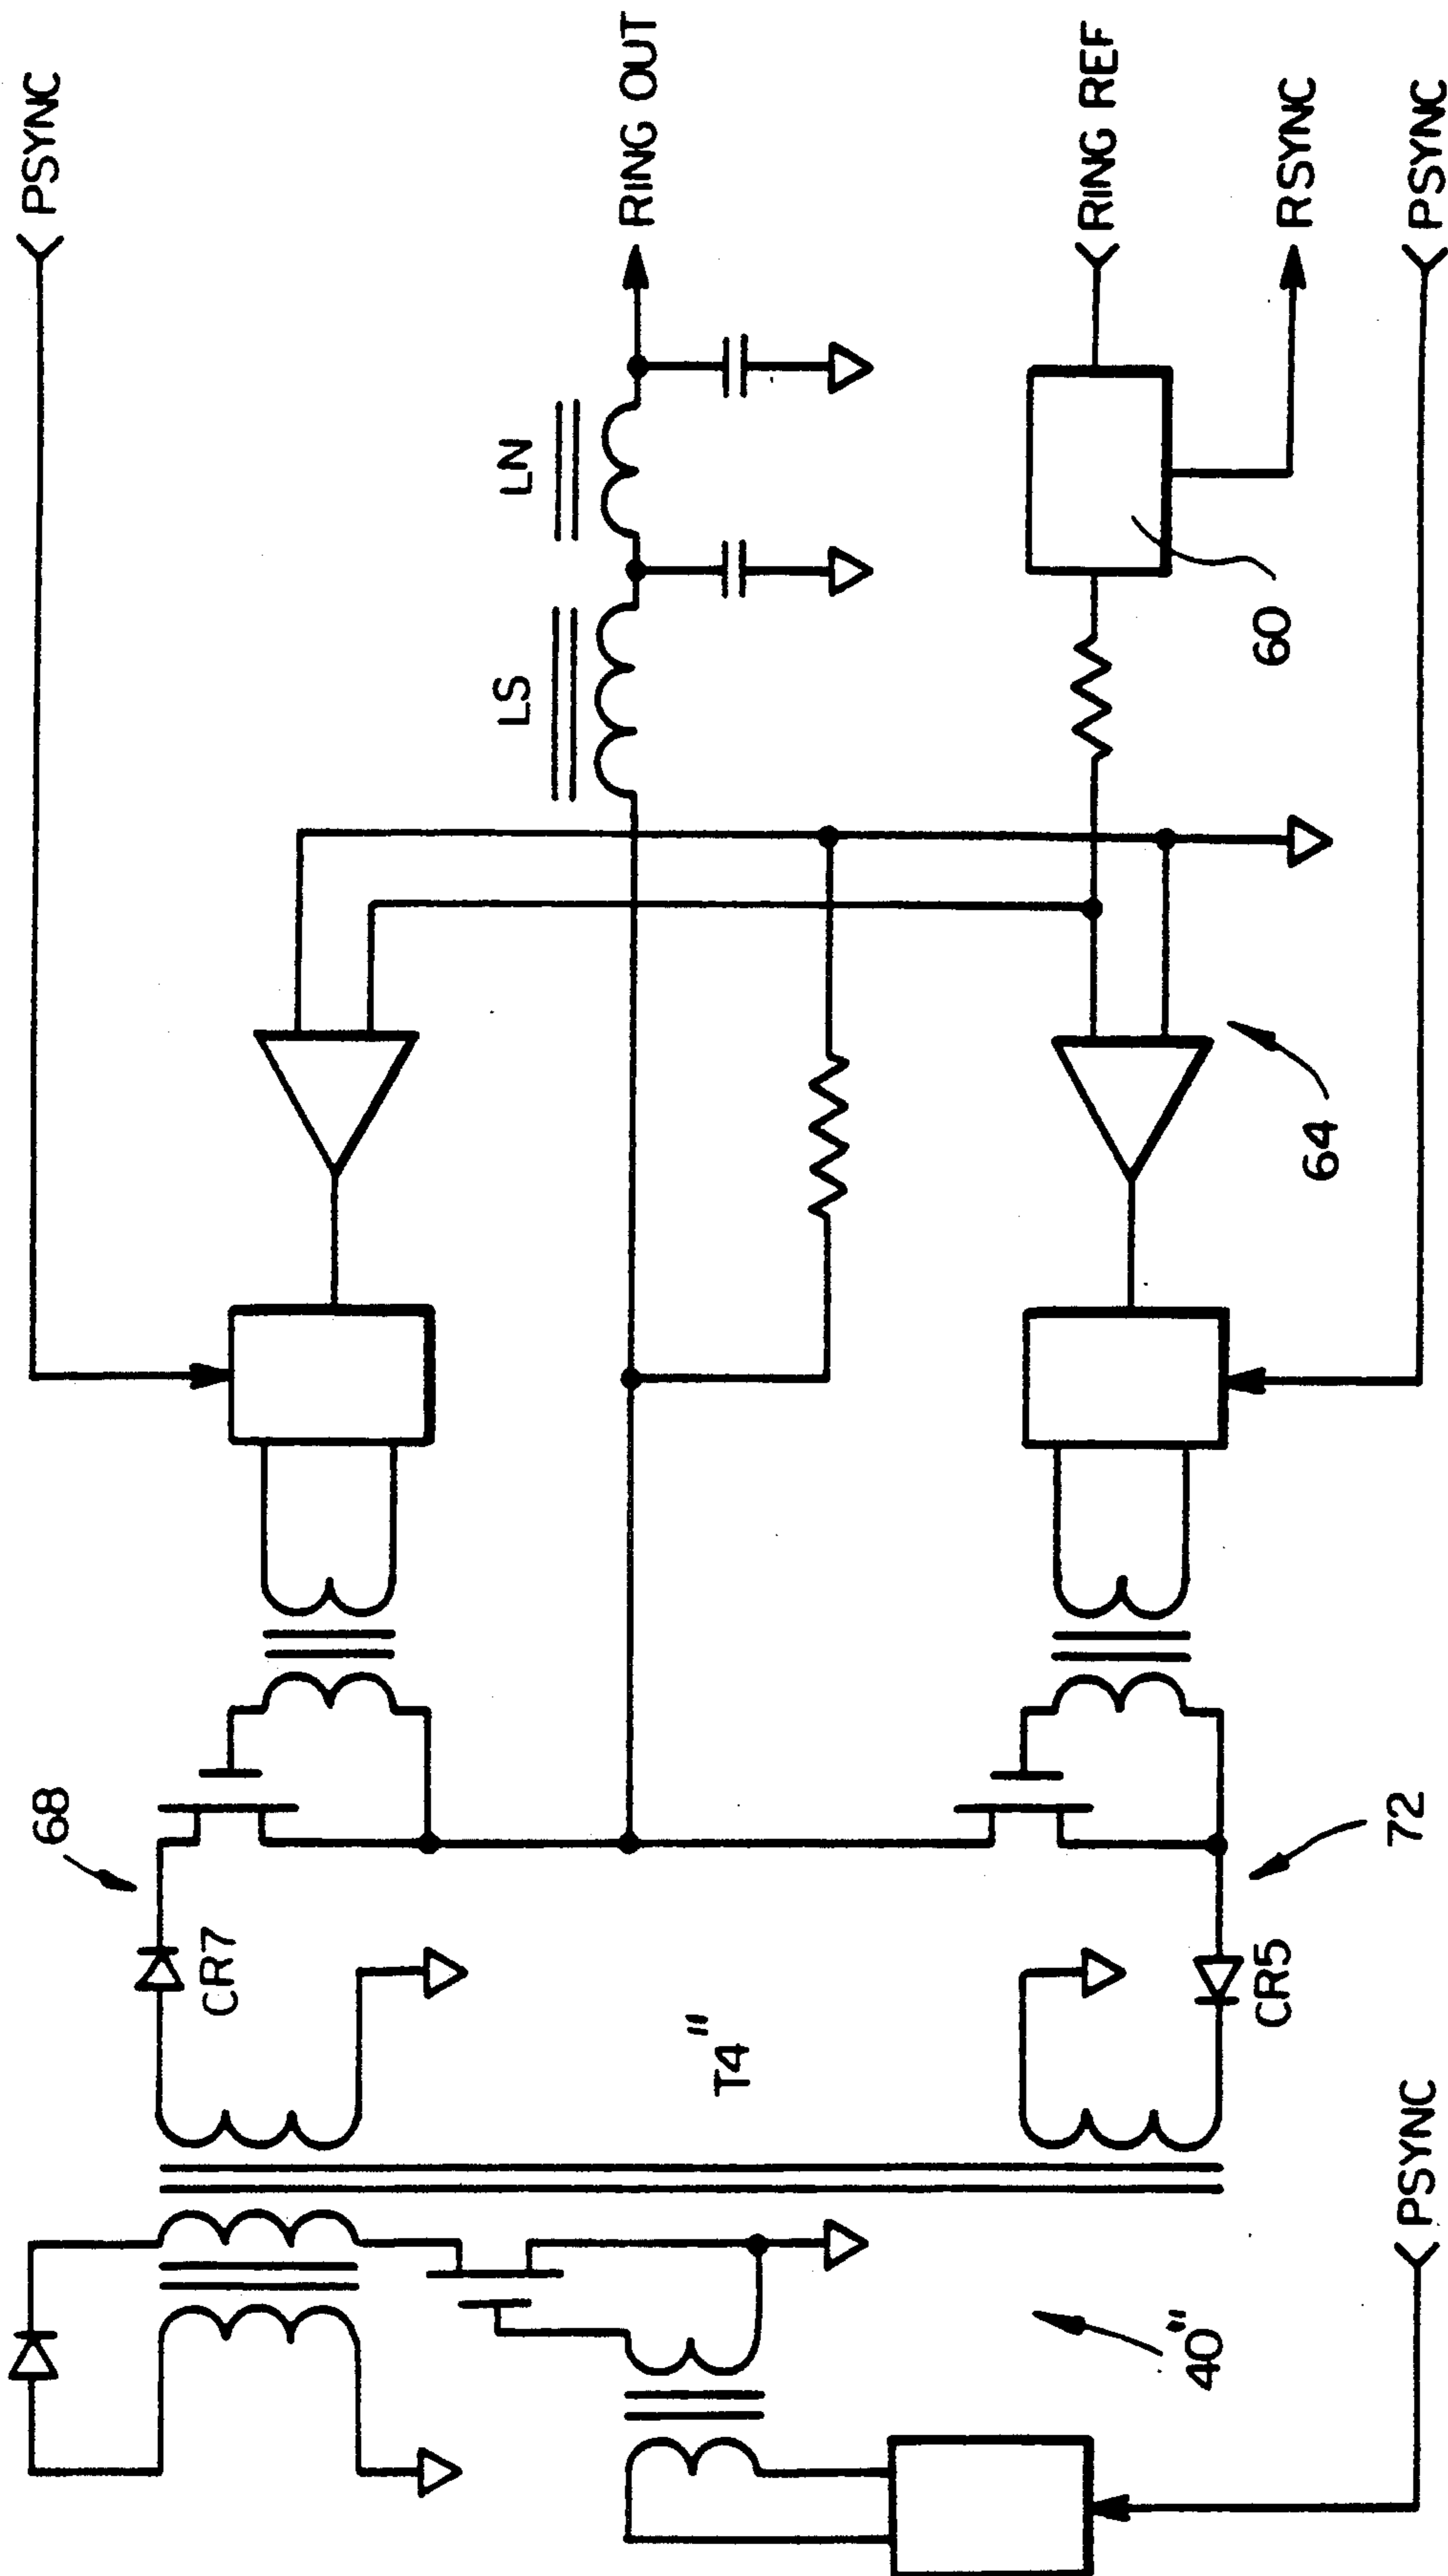 PSYNC
RING OUT
RING REF
RSYNC
PSYNC
LN
LS
60
64
68
72
CR7
CR5
T4"
40"
PSYNC